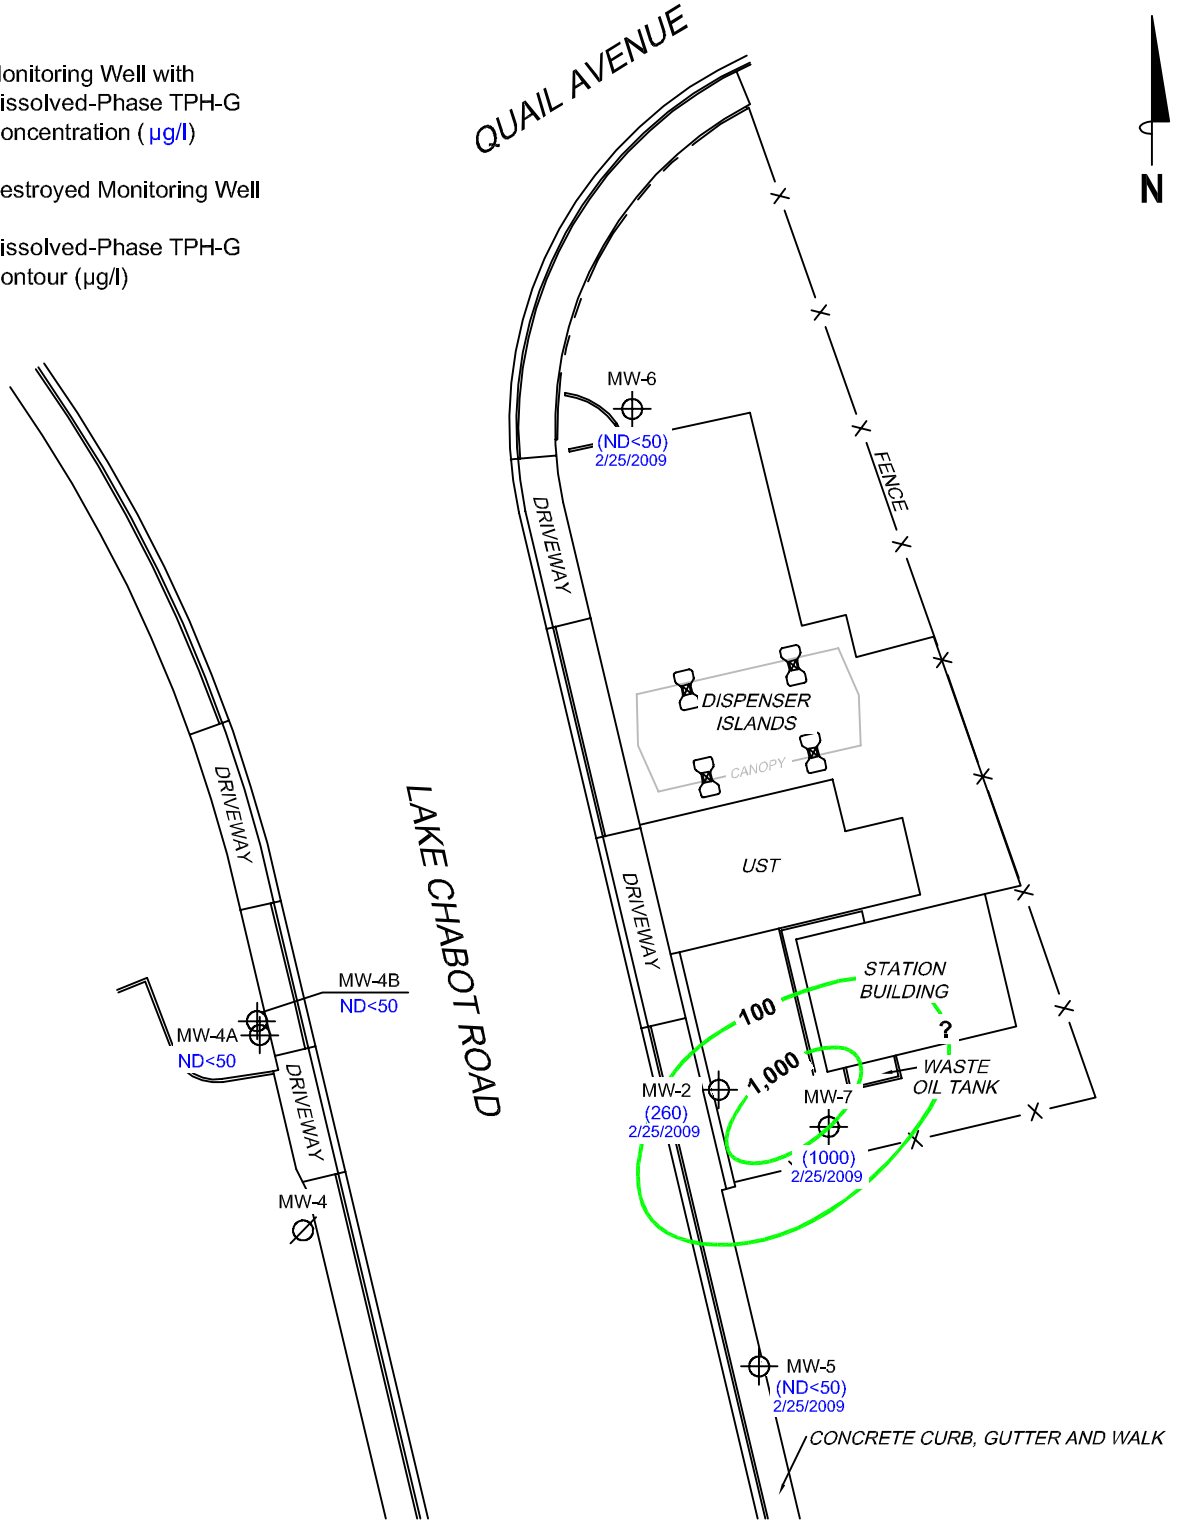 onitoring Well with
issolved-Phase TPH-G
oncentration (µg/l)
estroyed Monitoring Well
issolved-Phase TPH-G
ontour (µg/l)
QUAIL AVENUE
N
MW-6
(ND<50)
2/25/2009
FENCE
DRIVEWAY
DISPENSER
ISLANDS
CANOPY
DRIVEWAY
LAKE CHABOT ROAD
UST
DRIVEWAY
STATION
BUILDING
MW-4B
ND<50
100
?
MW-4A
ND<50
DRIVEWAY
1,000
WASTE
OIL TANK
MW-2
(260)
2/25/2009
MW-7
(1000)
2/25/2009
MW-4
MW-5
(ND<50)
2/25/2009
CONCRETE CURB, GUTTER AND WALK